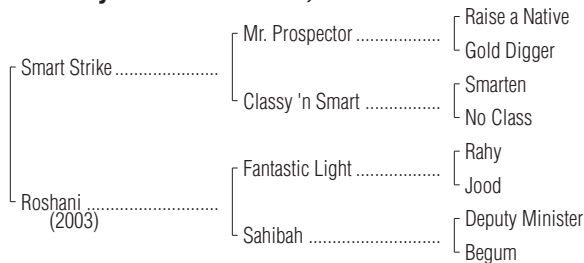 Raise a Native
Mr. Prospector ..................
Gold Digger
Smart Strike ......................
Smarten
Classy 'n Smart ................
No Class
Rahy
Fantastic Light ..................
Jood
Roshani ............................
(2003)
Deputy Minister
Sahibah ............................
Begum